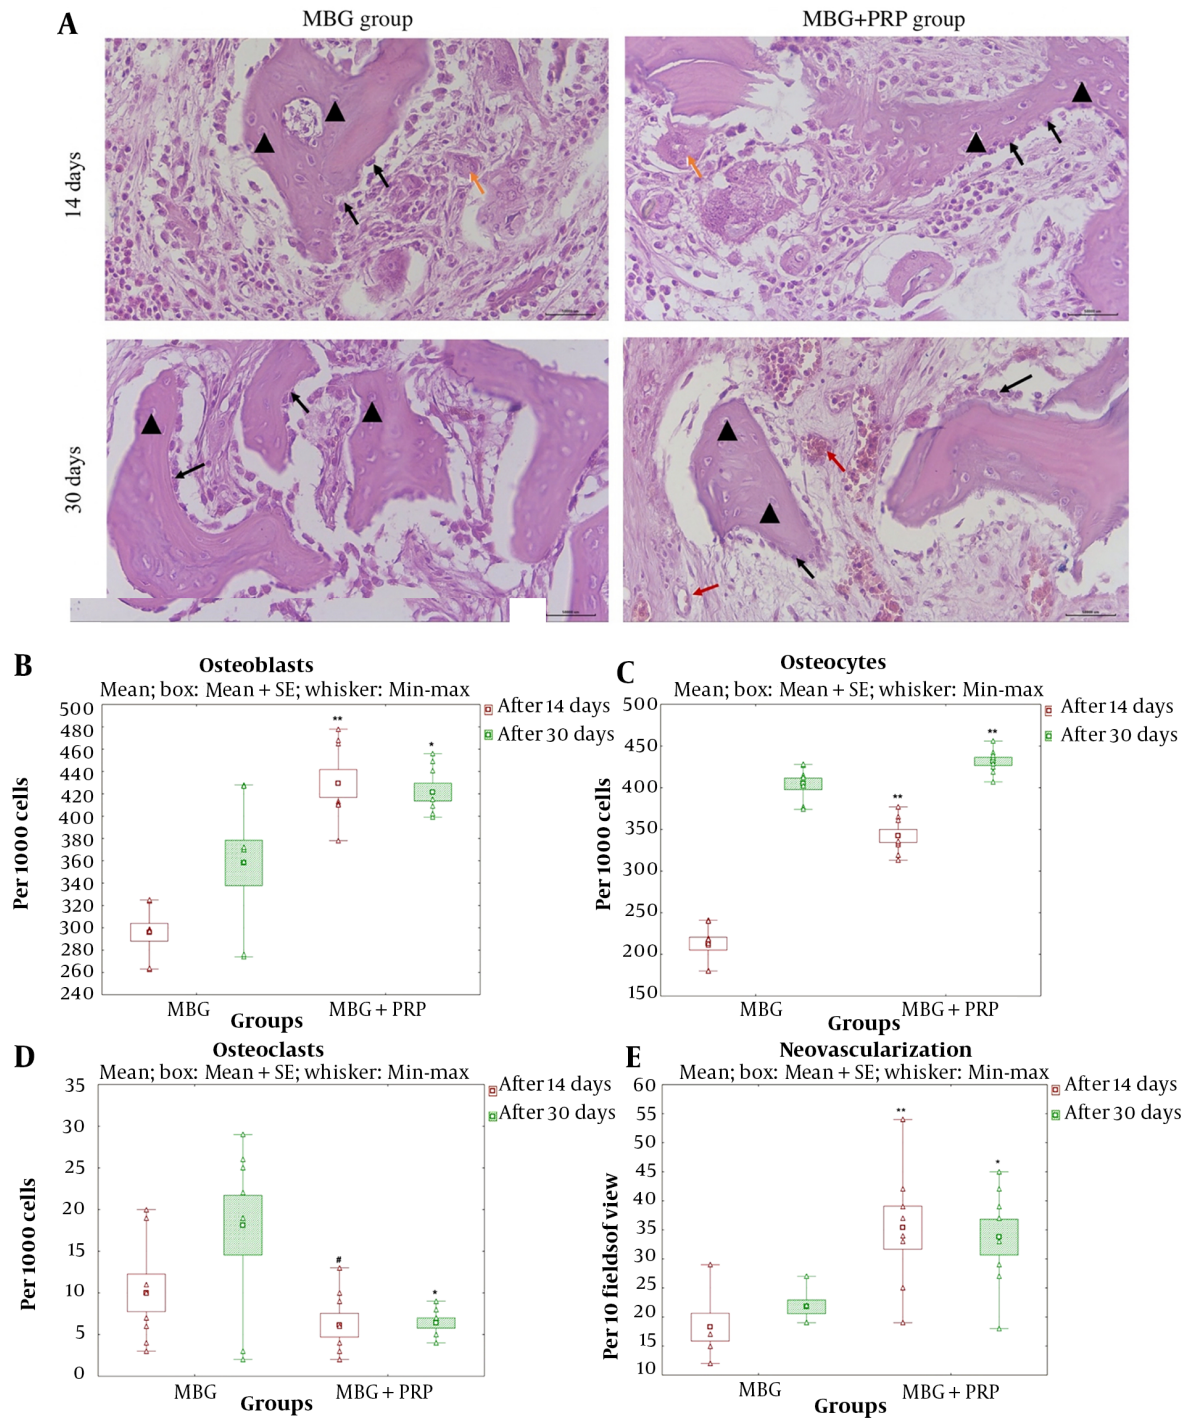 A
MBG group
MBG+PRP group
14 days
30 days
B
Osteoblasts
Mean; box: Mean + SE; whisker: Min-max
After 14 days
After 30 days
Per 1000 cells
500
480
460
440
420
400
380
360
340
320
300
280
260
240
**
*
MBG
MBG + PRP
Groups
C
Osteocytes
Mean; box: Mean + SE; whisker: Min-max
After 14 days
After 30 days
Per 1000 cells
500
450
400
350
300
250
200
150
**
**
MBG
MBG + PRP
Groups
D
Osteoclasts
Mean; box: Mean + SE; whisker: Min-max
After 14 days
After 30 days
Per 1000 cells
35
30
25
20
15
10
5
0
#
*
MBG
MBG + PRP
Groups
E
Neovascularization
Mean; box: Mean + SE; whisker: Min-max
After 14 days
After 30 days
Per 10 fieldsof view
60
55
50
45
40
35
30
20
15
10
**
*
MBG
MBG + PRP
Groups